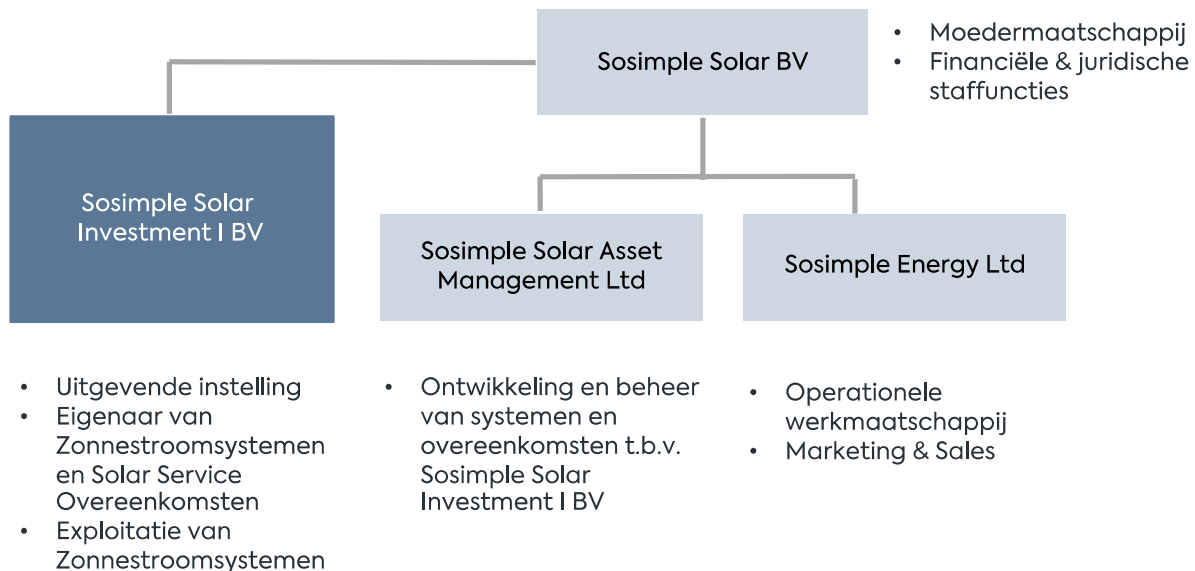 Sosimple Solar BV
• Moedermaatschappij
• Financiële & juridische
staffuncties
Sosimple Solar
Investment I BV
Sosimple Solar Asset
Management Ltd
Sosimple Energy Ltd
• Uitgevende instelling
• Eigenaar van
Zonnestroomsystemen
en Solar Service
Overeenkomsten
• Exploitatie van
Zonnestroomsystemen
• Ontwikkeling en beheer
van systemen en
overeenkomsten t.b.v.
Sosimple Solar
Investment I BV
• Operationele
werkmaatschappij
• Marketing & Sales